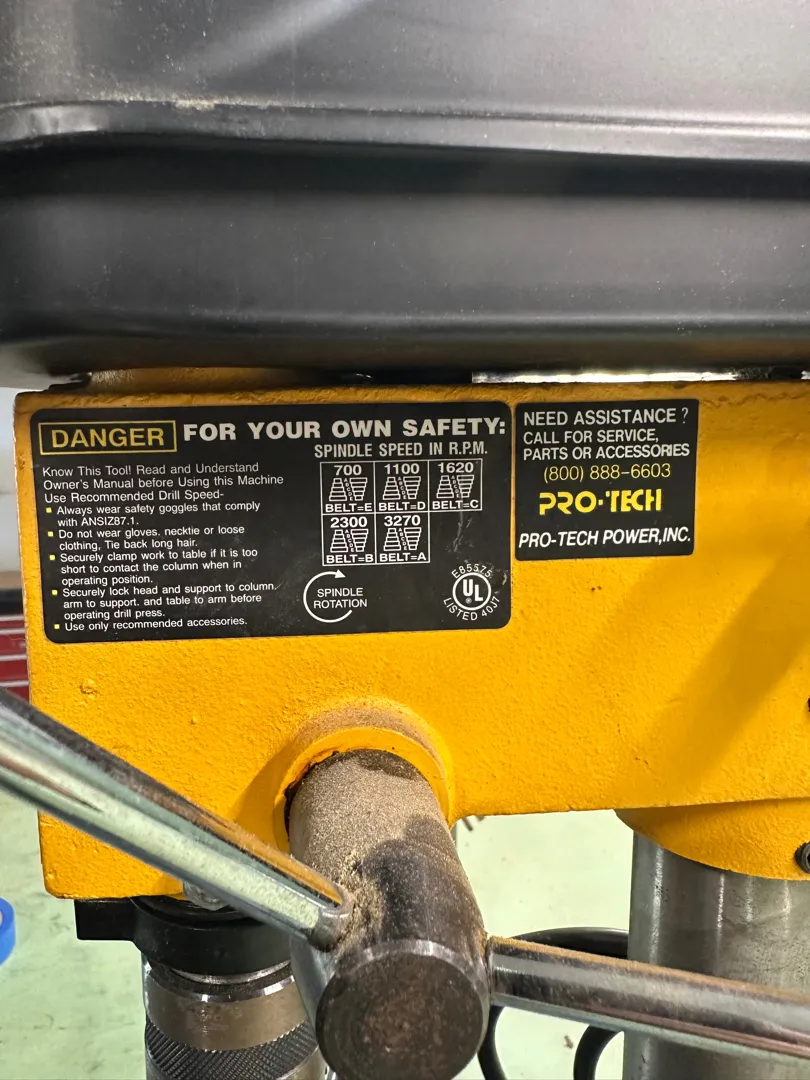 DANGER FOR YOUR OWN SAFETY:
Know This Tool! Read and Understand
Owner's Manual before Using this Machine
Use Recommended Drill Speed-
▪ Always wear safety goggles that comply
with ANSIZ87.1.
▪ Do not wear gloves. necktie or loose
clothing, Tie back long hair.
▪ Securely clamp work to table if it is too
short to contact the column when in
operating position.
▪ Securely lock head and support to column.
arm to support. and table to arm before
operating drill press.
▪ Use only recommended accessories.
SPINDLE SPEED IN R.P.M.
700 1100 1620
BELT=E BELT=D BELT=C
2300 3270
BELT=B BELT=A
SPINDLE
ROTATION
E85575
UL
®
LISTED 40J7
NEED ASSISTANCE?
CALL FOR SERVICE,
PARTS OR ACCESSORIES
(800) 888-6603
PRO·TECH
PRO-TECH POWER,INC.